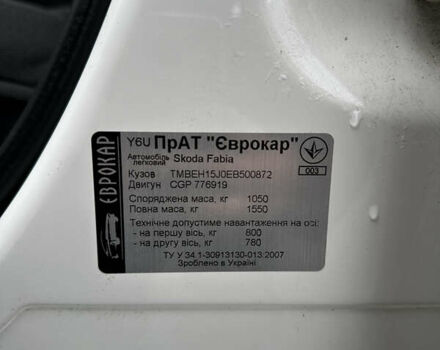 ЄВРОКАР
Y6U ПрАТ "Єврокар"
Автомобіль легковий Skoda Fabia
003
Кузов TMBEH15J0EB500872
Двигун CGP 776919
Споряджена маса, кг 1050
Повна маса, кг 1550
Технічне допустиме навантаження на осі:
- на першу вісь, кг 800
- на другу вісь, кг 780
ТУ У 34.1-30913130-013:2007
Зроблено в Україні